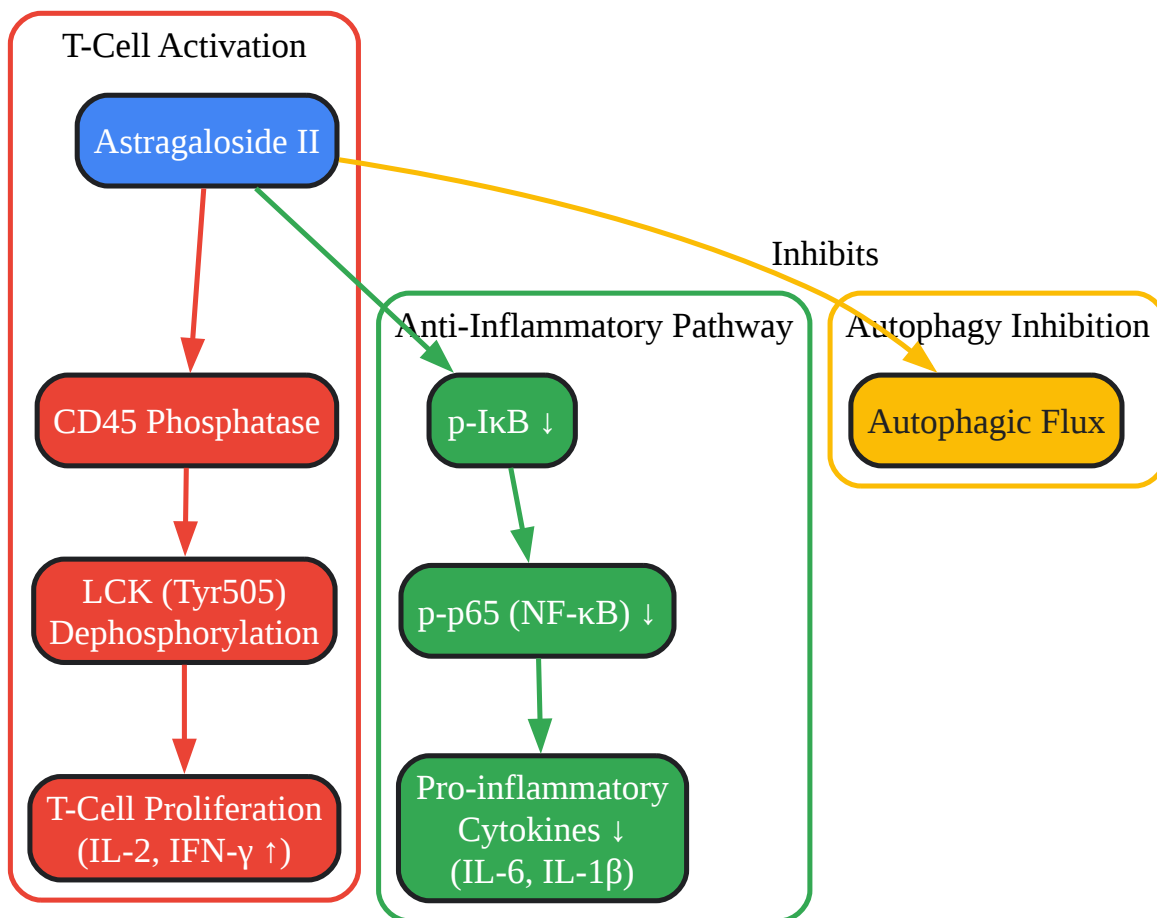 T-Cell Activation
Astragaloside II
Inhibits
Anti-Inflammatory Pathway
Autophagy Inhibition
CD45 Phosphatase
p-IκB ↓
Autophagic Flux
LCK (Tyr505)
Dephosphorylation
p-p65 (NF-κB) ↓
T-Cell Proliferation
(IL-2, IFN-γ ↑)
Pro-inflammatory
Cytokines ↓
(IL-6, IL-1β)